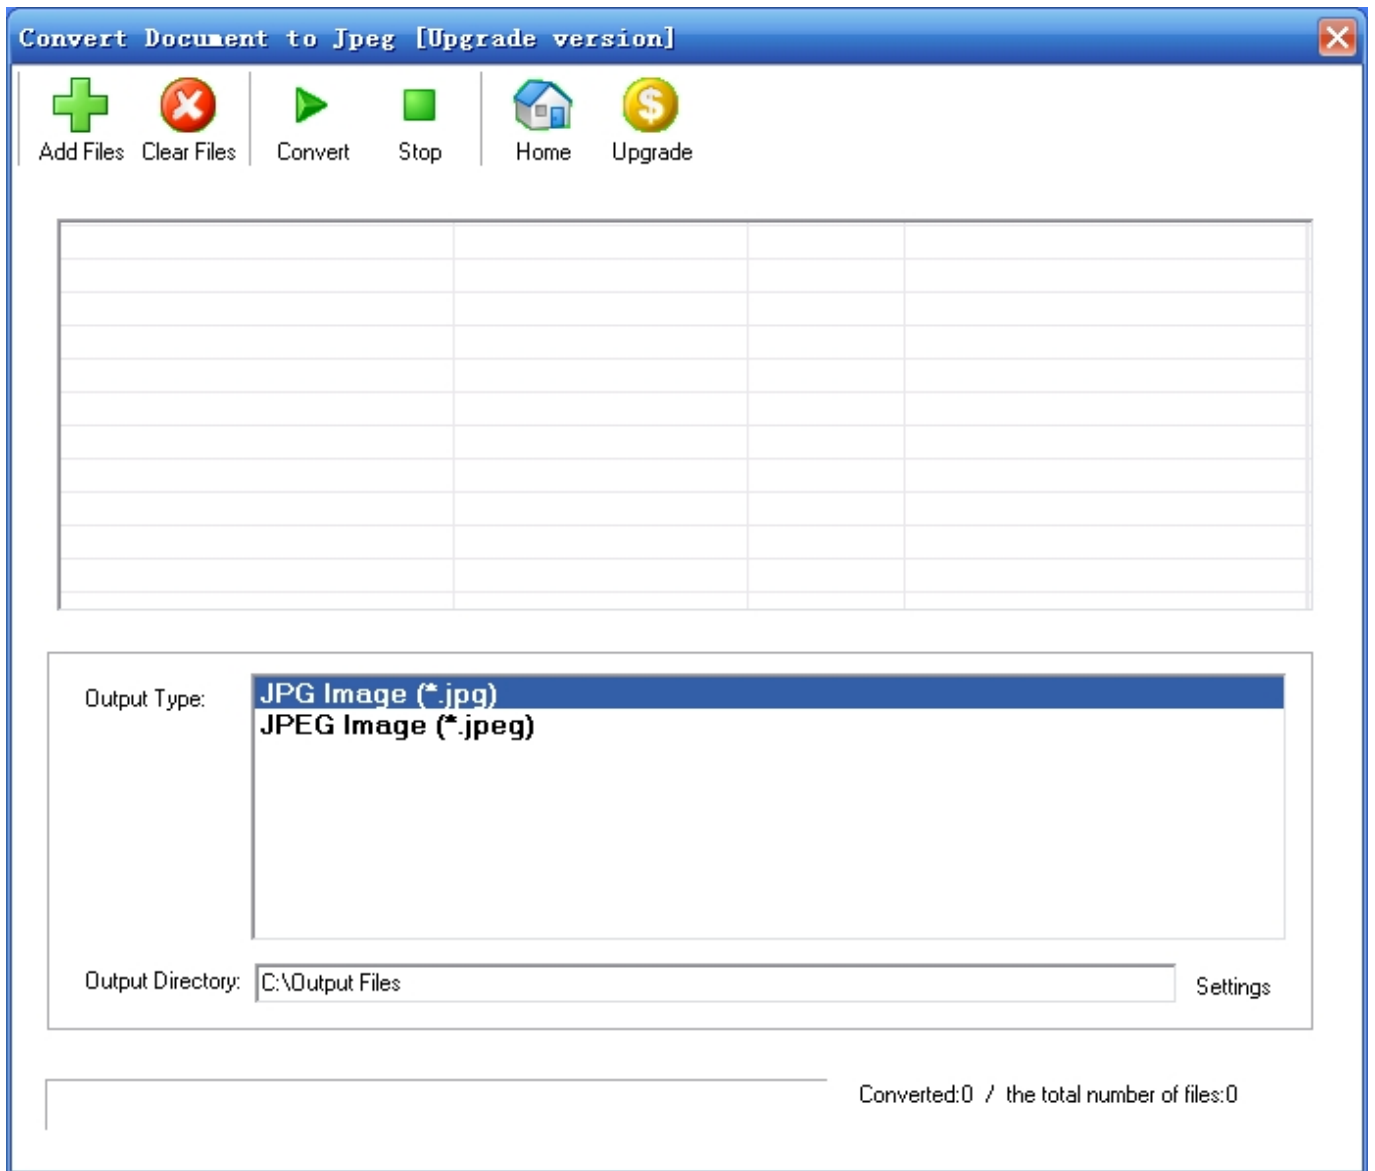 Convert Document to Jpeg [Upgrade version]
Add Files Clear Files Convert Stop Home Upgrade
Output Type:
JPG Image (*.jpg)
JPEG Image (*.jpeg)
Output Directory: C:\Output Files Settings
Converted:0 / the total number of files:0